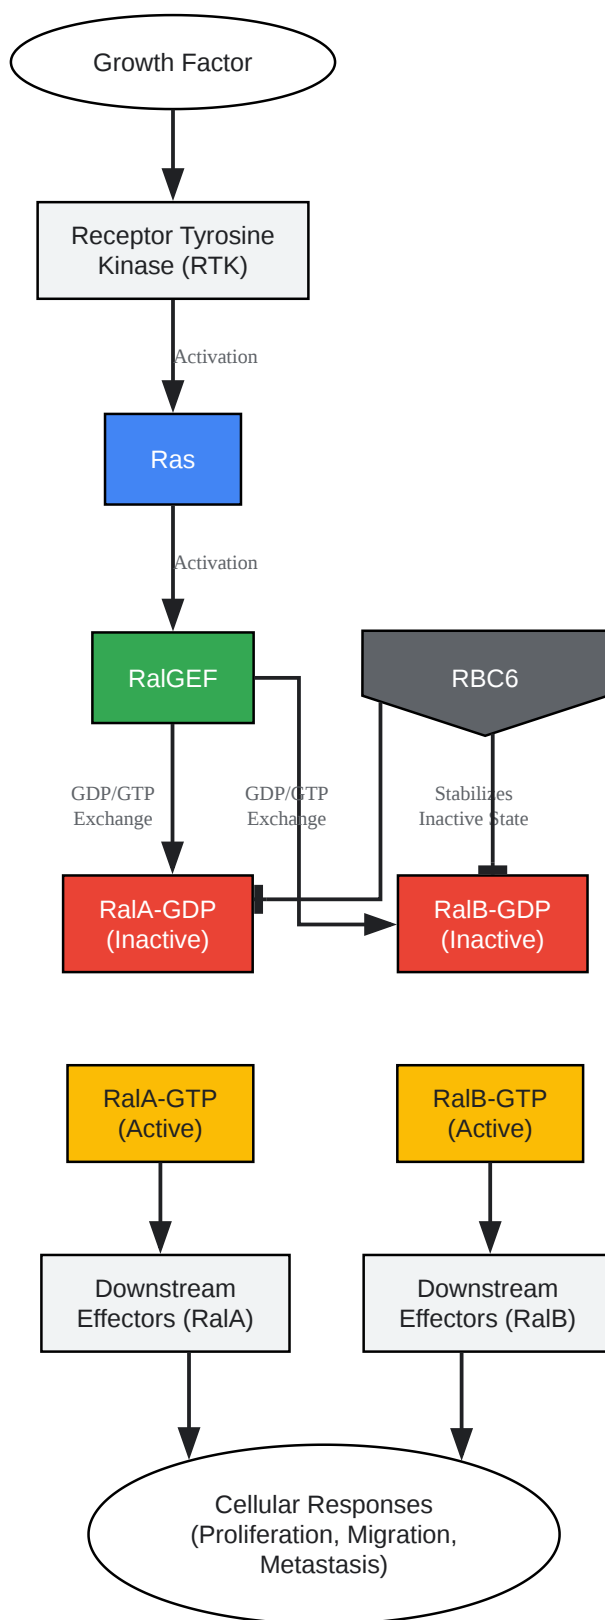 Growth Factor
Receptor Tyrosine
Kinase (RTK)
Activation
Ras
Activation
RalGEF
RBC6
GDP/GTP
Exchange
GDP/GTP
Exchange
Stabilizes
Inactive State
RalA-GDP
(Inactive)
RalB-GDP
(Inactive)
RalA-GTP
(Active)
RalB-GTP
(Active)
Downstream
Effectors (RalA)
Downstream
Effectors (RalB)
Cellular Responses
(Proliferation, Migration,
Metastasis)